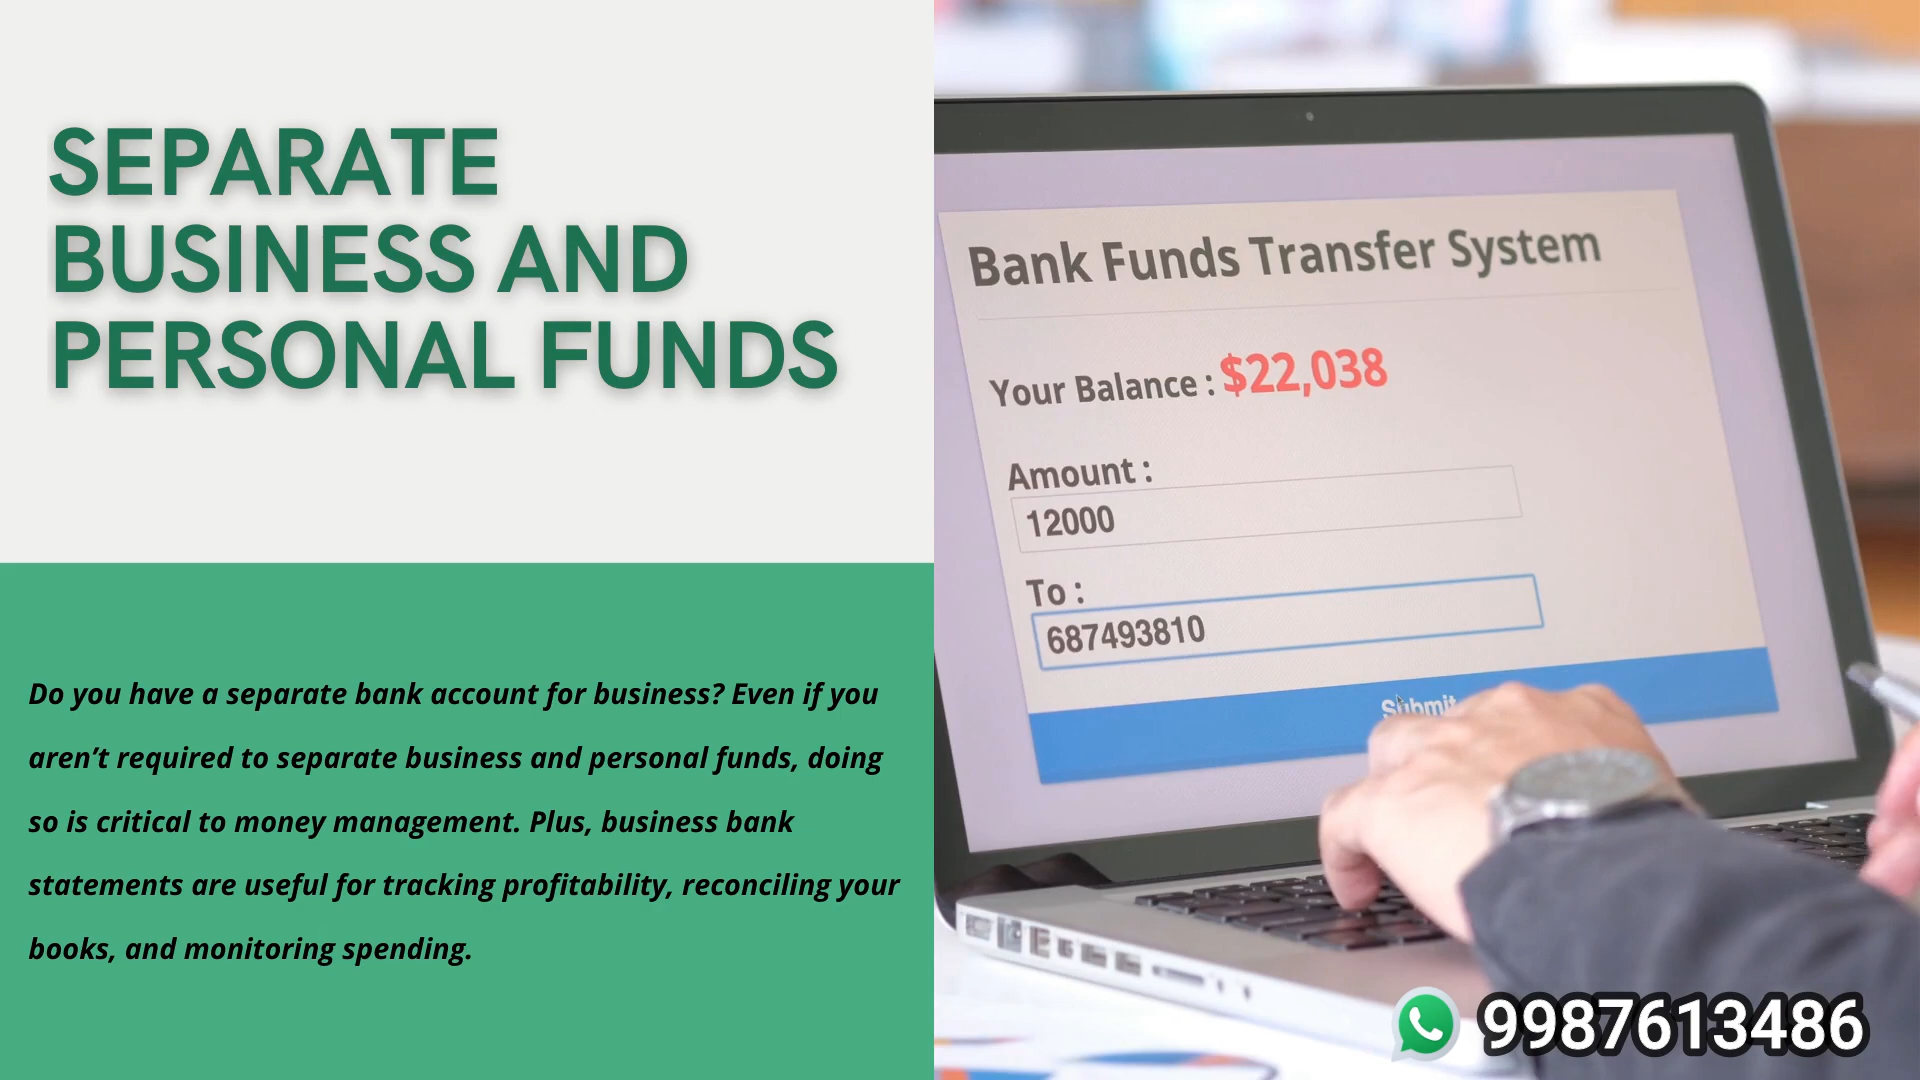 SEPARATE
BUSINESS AND
PERSONAL FUNDS
Do you have a separate bank account for business? Even if you
aren’t required to separate business and personal funds, doing
so is critical to money management. Plus, business bank
statements are useful for tracking profitability, reconciling your
books, and monitoring spending.
Bank Funds Transfer System
Your Balance : $22,038
Amount :
12000
To :
687493810
Submit
9987613486